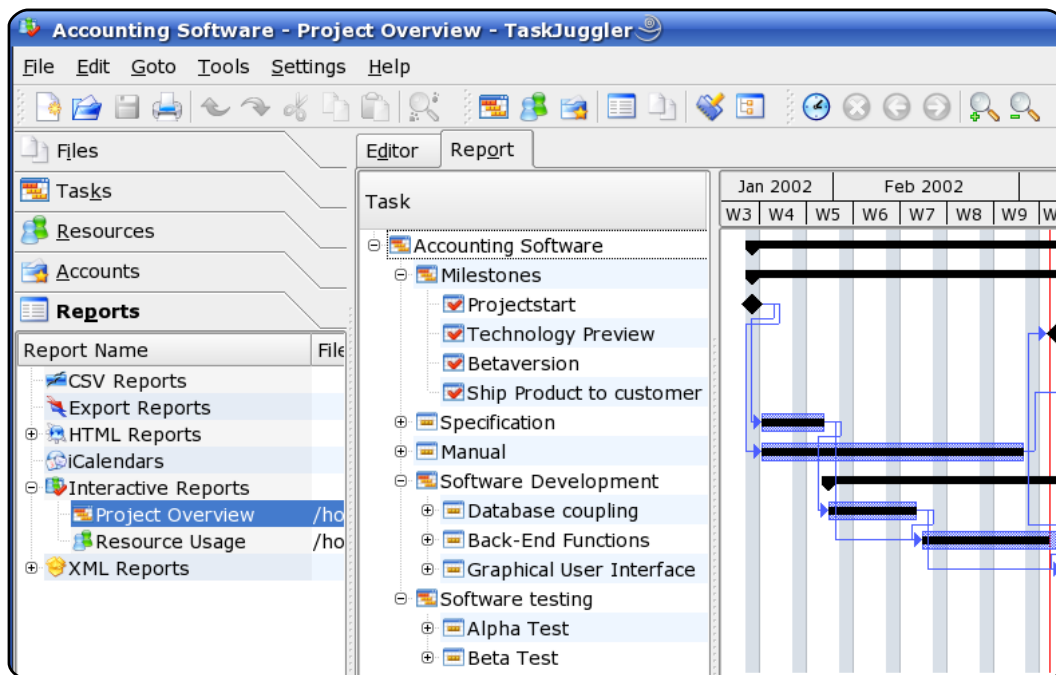 Accounting Software - Project Overview - TaskJuggler
File Edit Goto Tools Settings Help
Files
Tasks
Resources
Accounts
Reports
Report Name File
CSV Reports
Export Reports
HTML Reports
iCalendars
Interactive Reports
Project Overview /ho
Resource Usage /ho
XML Reports
Editor Report
Task
Accounting Software
Milestones
Projectstart
Technology Preview
Betaversion
Ship Product to customer
Specification
Manual
Software Development
Database coupling
Back-End Functions
Graphical User Interface
Software testing
Alpha Test
Beta Test
Jan 2002 Feb 2002
W3 W4 W5 W6 W7 W8 W9 W